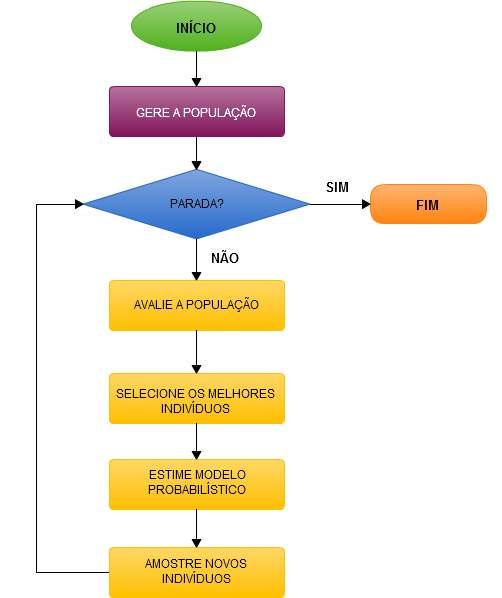 INÍCIO
GERE A POPULAÇÃO
PARADA?
SIM
FIM
NÃO
AVALIE A POPULAÇÃO
SELECIONE OS MELHORES
INDIVÍDUOS
ESTIME MODELO
PROBABILÍSTICO
AMOSTRE NOVOS
INDIVÍDUOS